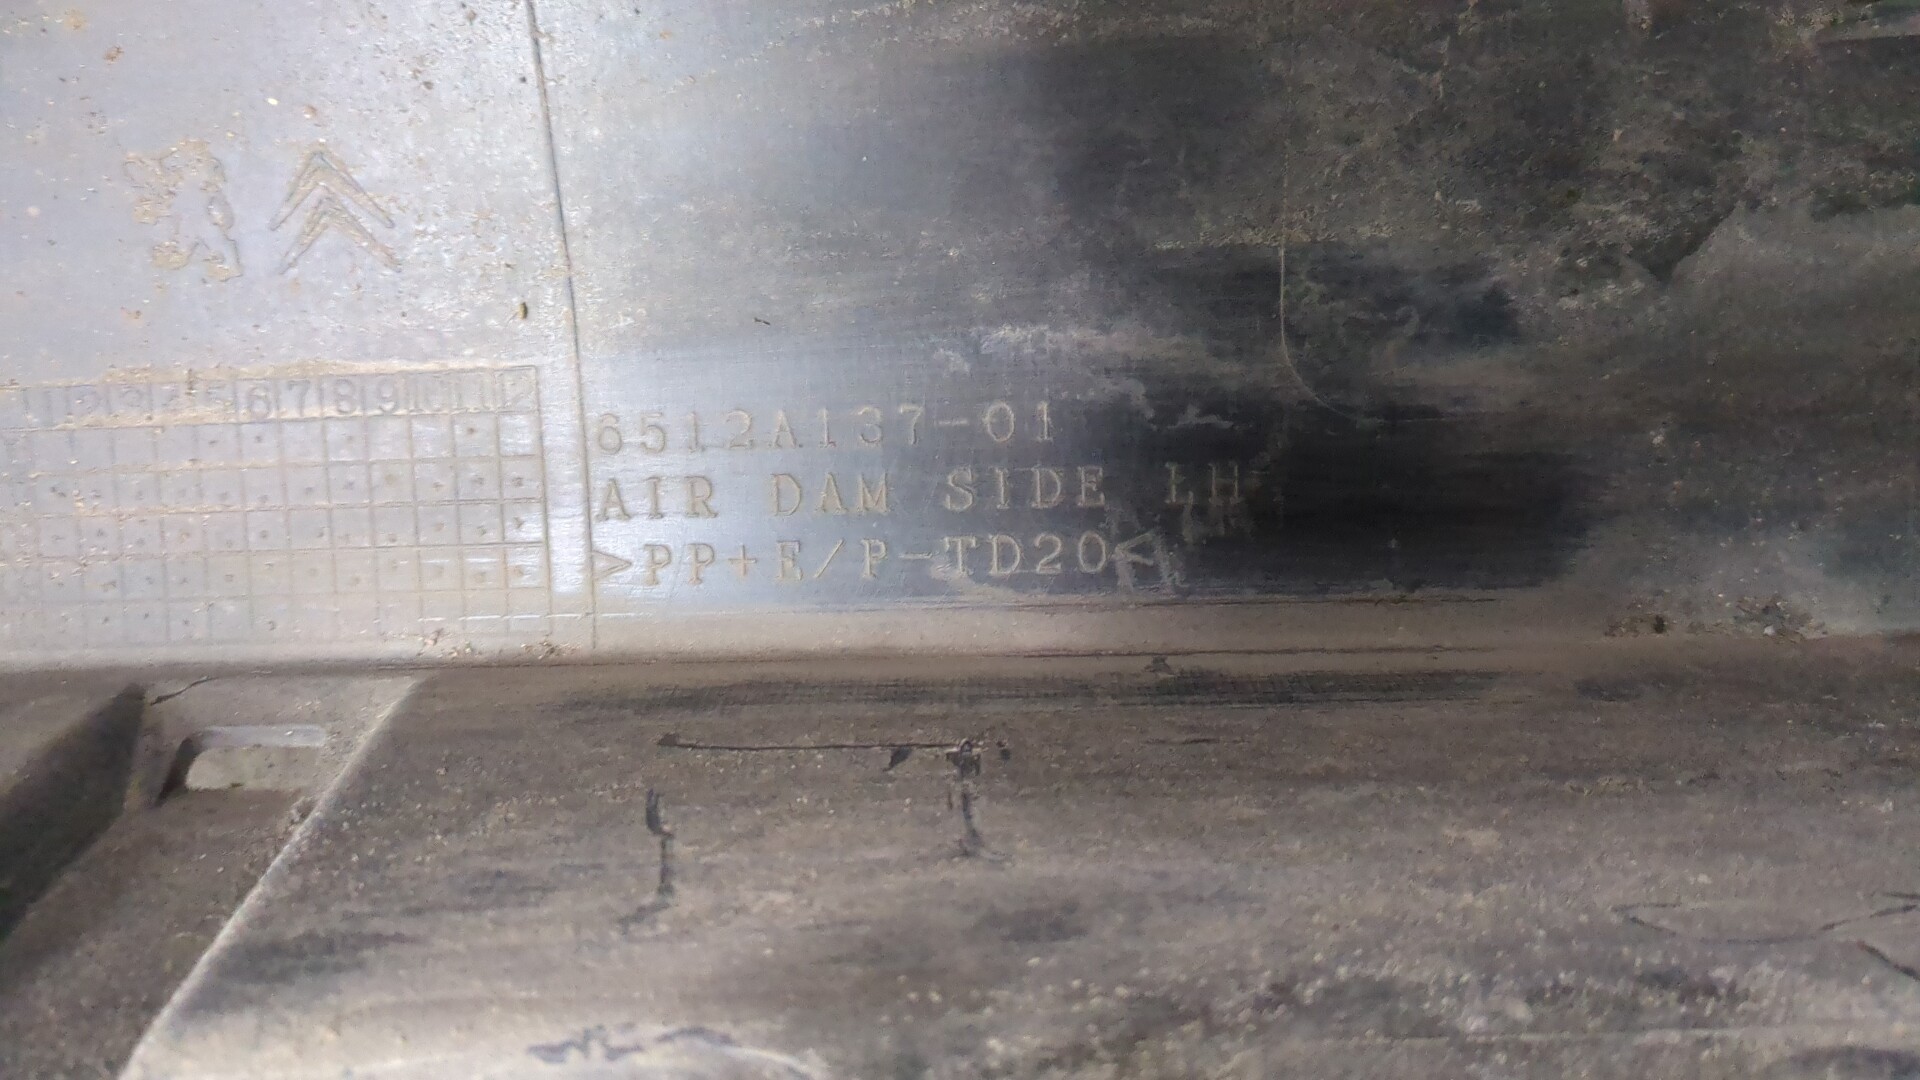 1 2 3 4 5 6 7 8 9 10 11 12
6512A137-01
AIR DAM SIDE LH
>PP+E/P-TD20<